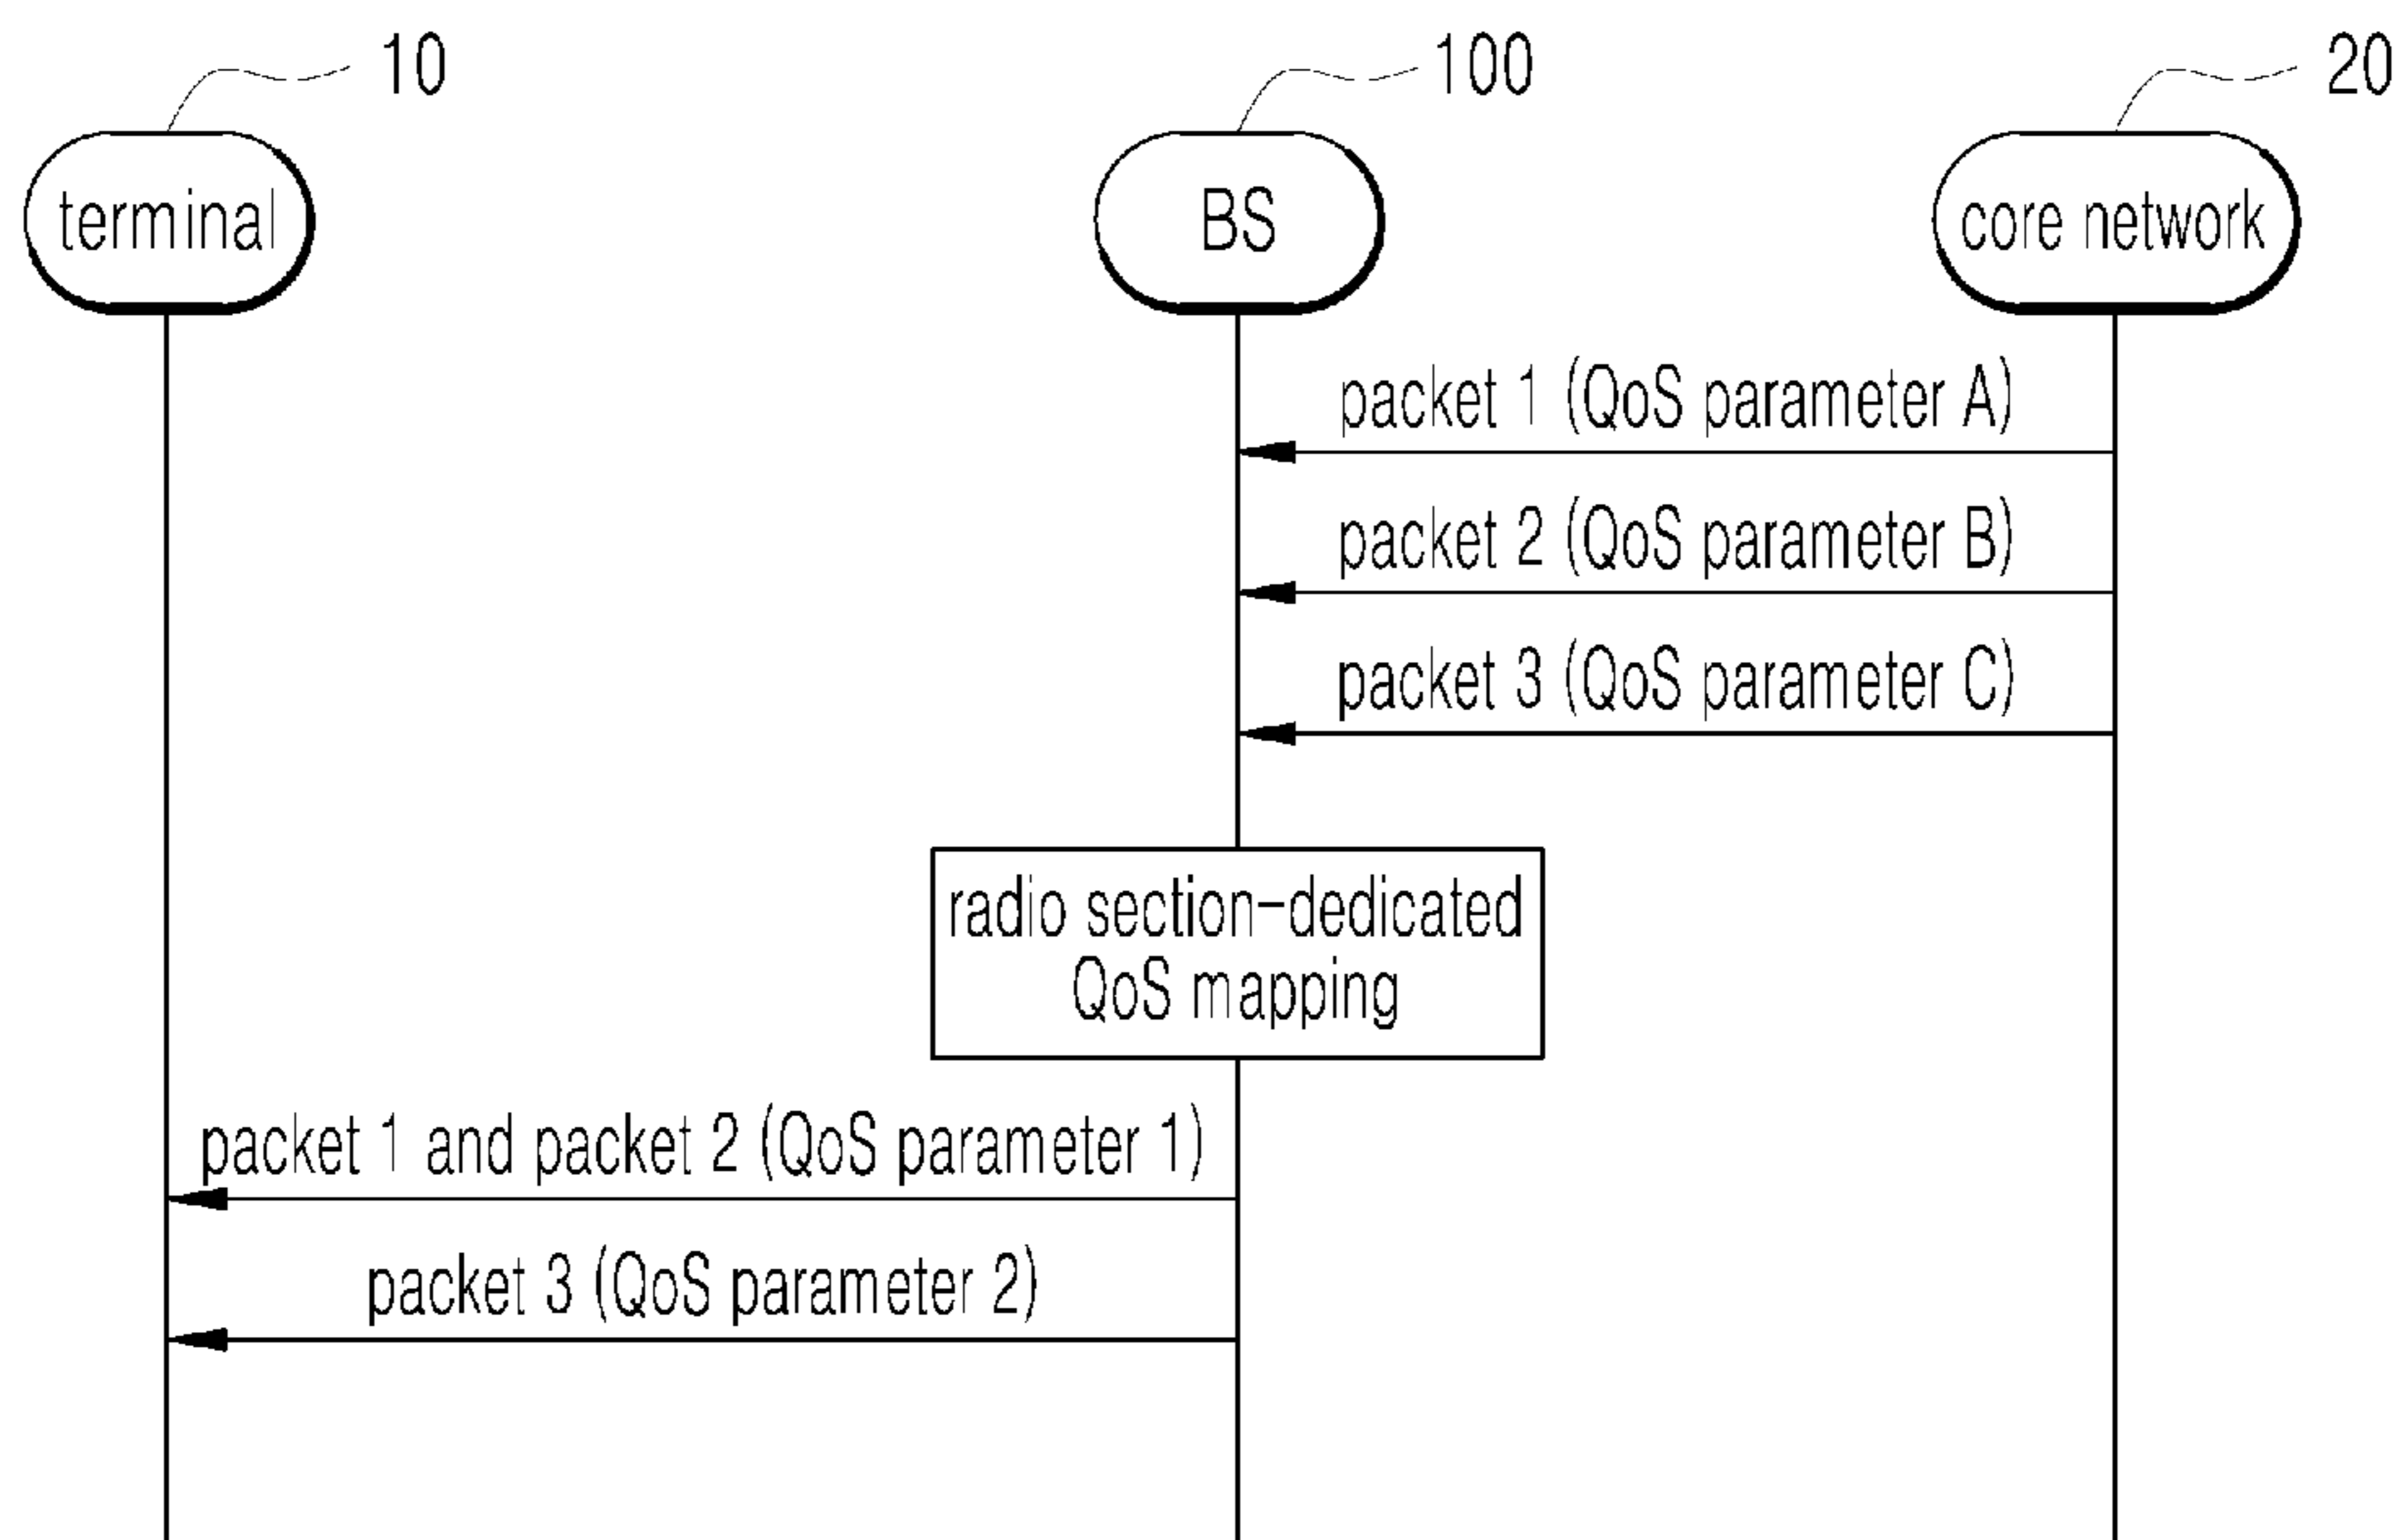 10
100
20
terminal
BS
core network
packet 1 (QoS parameter A)
packet 2 (QoS parameter B)
packet 3 (QoS parameter C)
radio section-dedicated
QoS mapping
packet 1 and packet 2 (QoS parameter 1)
packet 3 (QoS parameter 2)